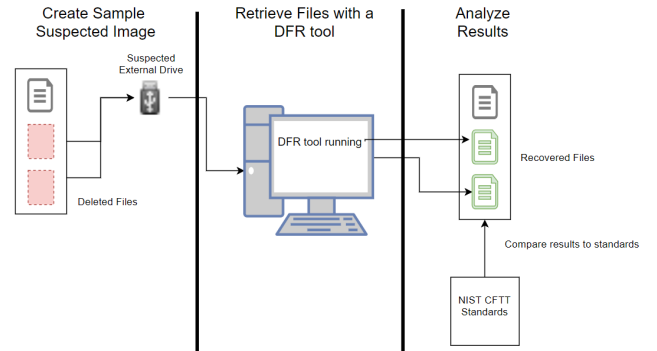 Create Sample
Suspected Image
Retrieve Files with a
DFR tool
Analyze
Results
Suspected
External Drive
DFR tool running
Recovered Files
Deleted Files
Compare results to standards
NIST CFTT
Standards